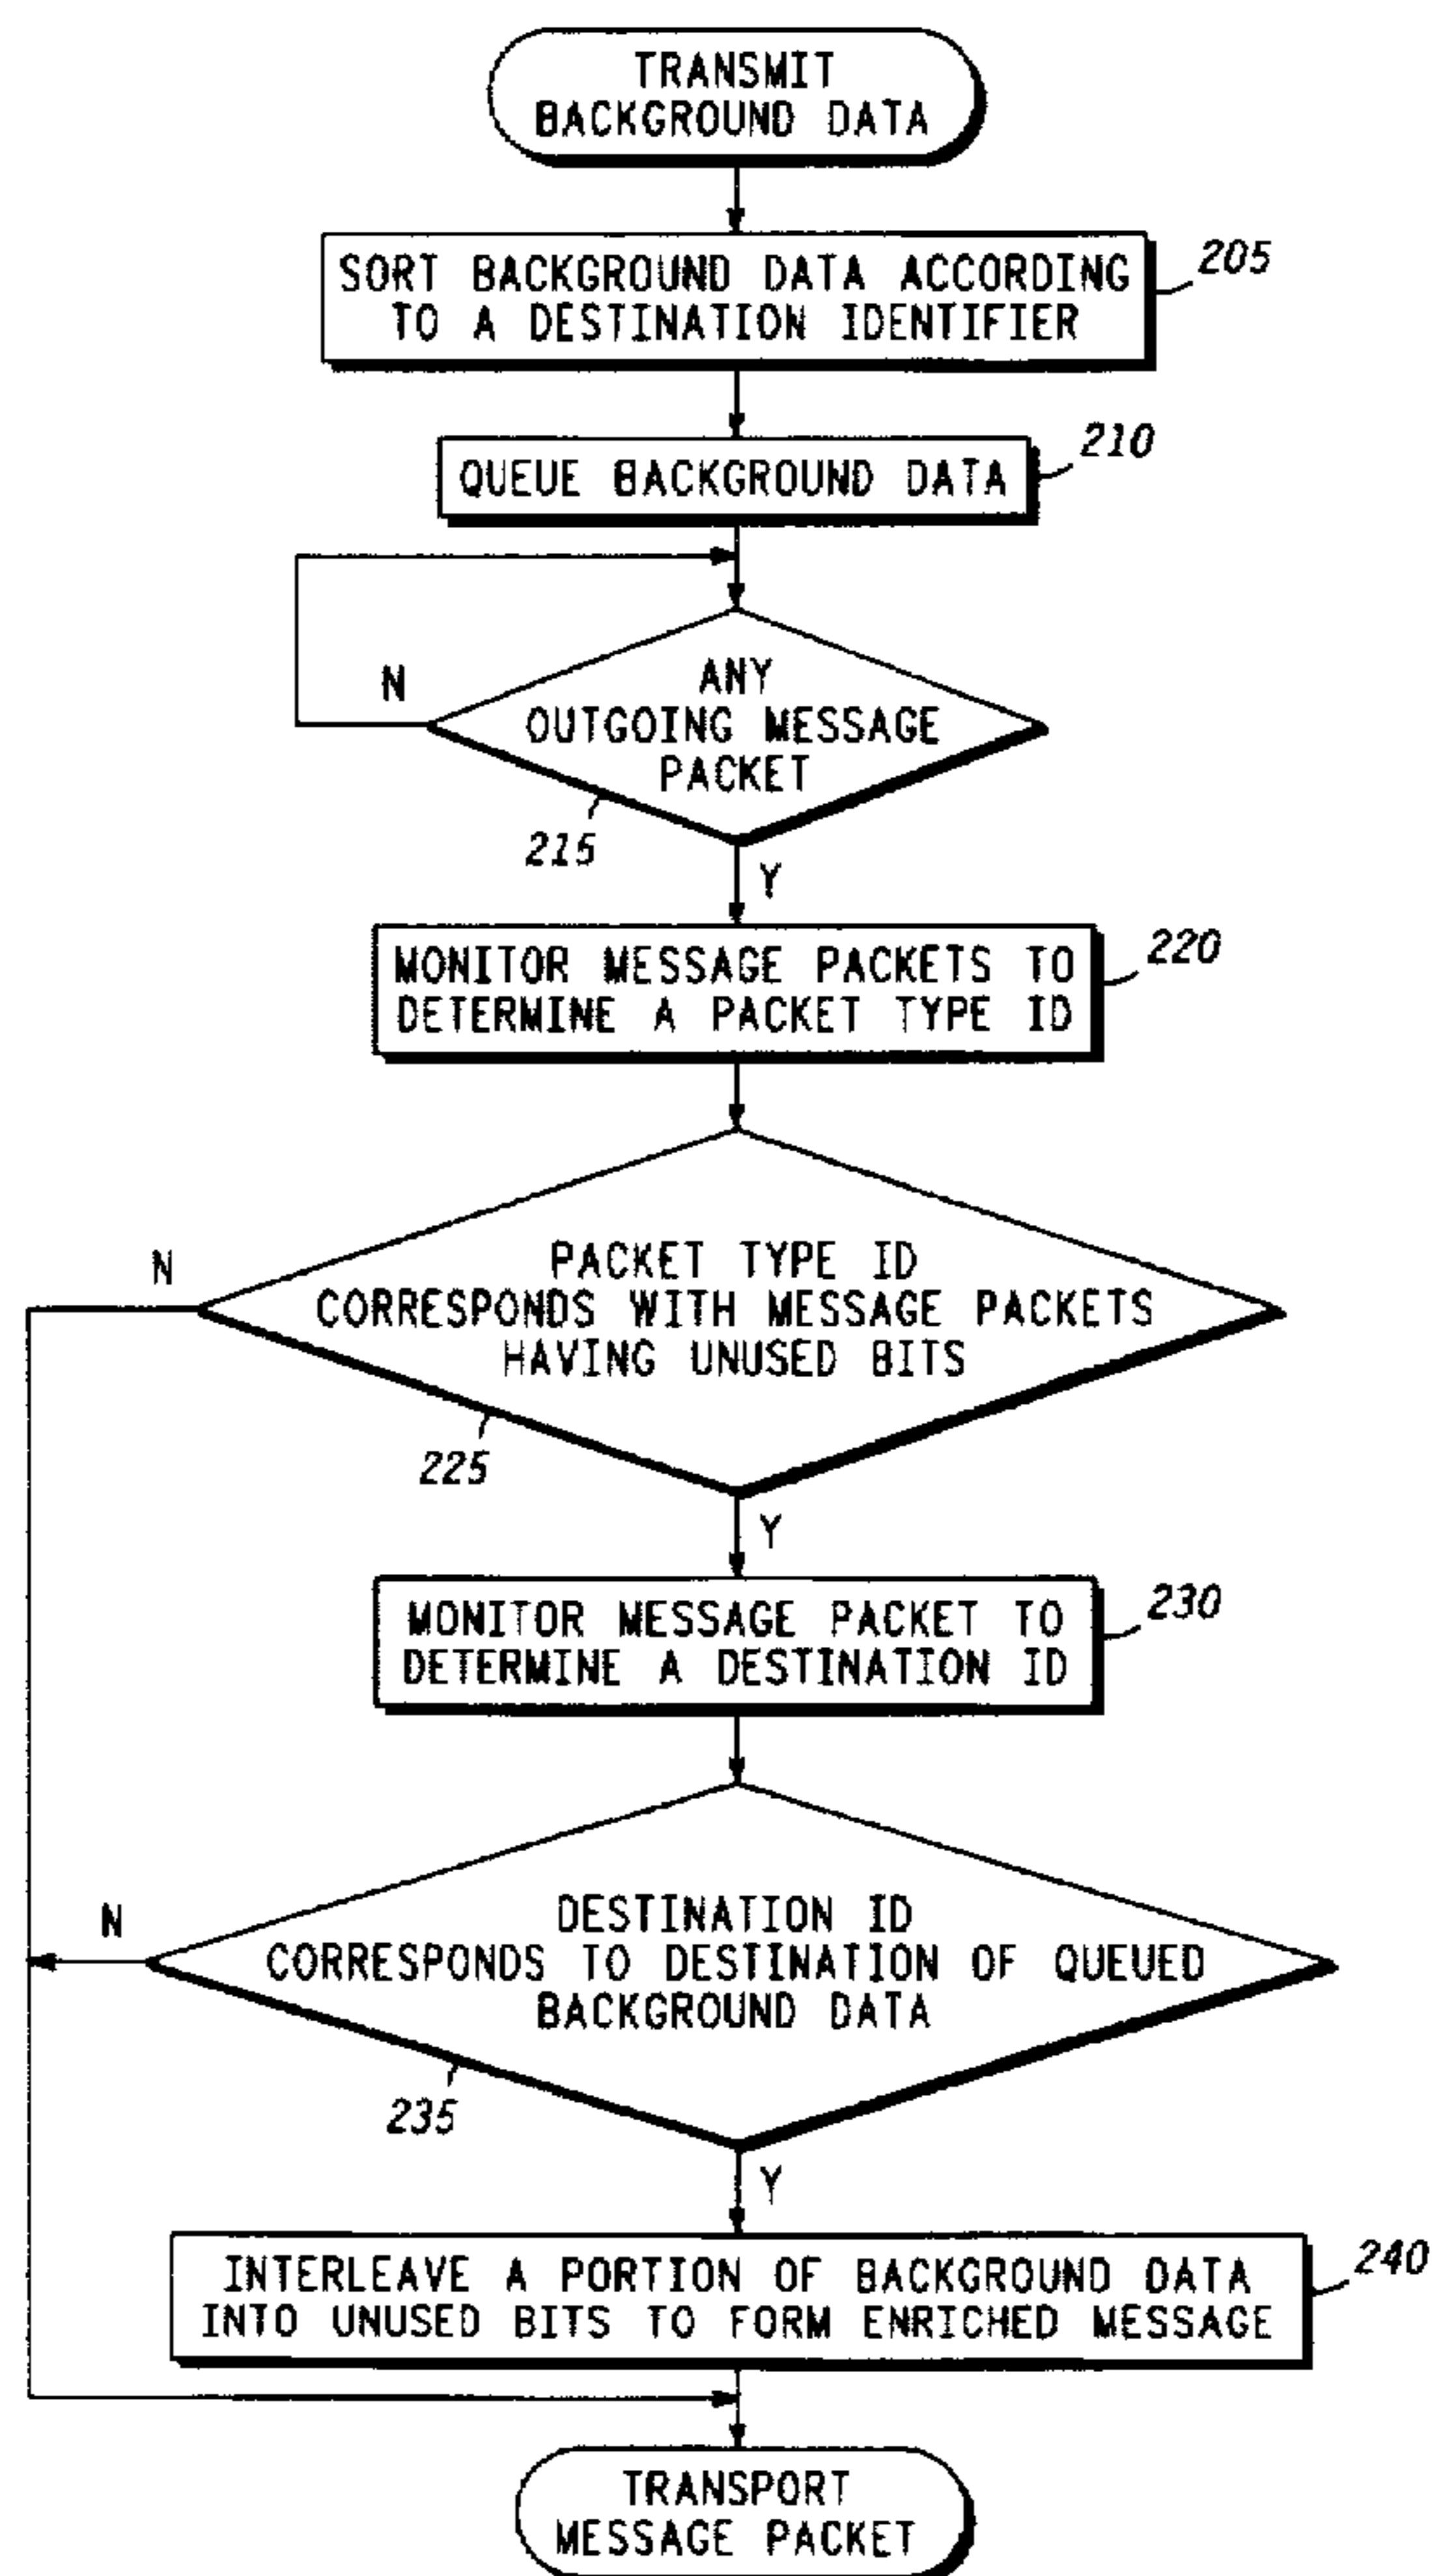 TRANSMIT
BACKGROUND DATA
SORT BACKGROUND DATA ACCORDING
TO A DESTINATION IDENTIFIER
205
QUEUE BACKGROUND DATA
210
N
ANY
OUTGOING MESSAGE
PACKET
215
Y
MONITOR MESSAGE PACKETS TO
DETERMINE A PACKET TYPE ID
220
N
PACKET TYPE ID
CORRESPONDS WITH MESSAGE PACKETS
HAVING UNUSED BITS
225
Y
MONITOR MESSAGE PACKET TO
DETERMINE A DESTINATION ID
230
N
DESTINATION ID
CORRESPONDS TO DESTINATION OF QUEUED
BACKGROUND DATA
235
Y
INTERLEAVE A PORTION OF BACKGROUND DATA
INTO UNUSED BITS TO FORM ENRICHED MESSAGE
240
TRANSPORT
MESSAGE PACKET